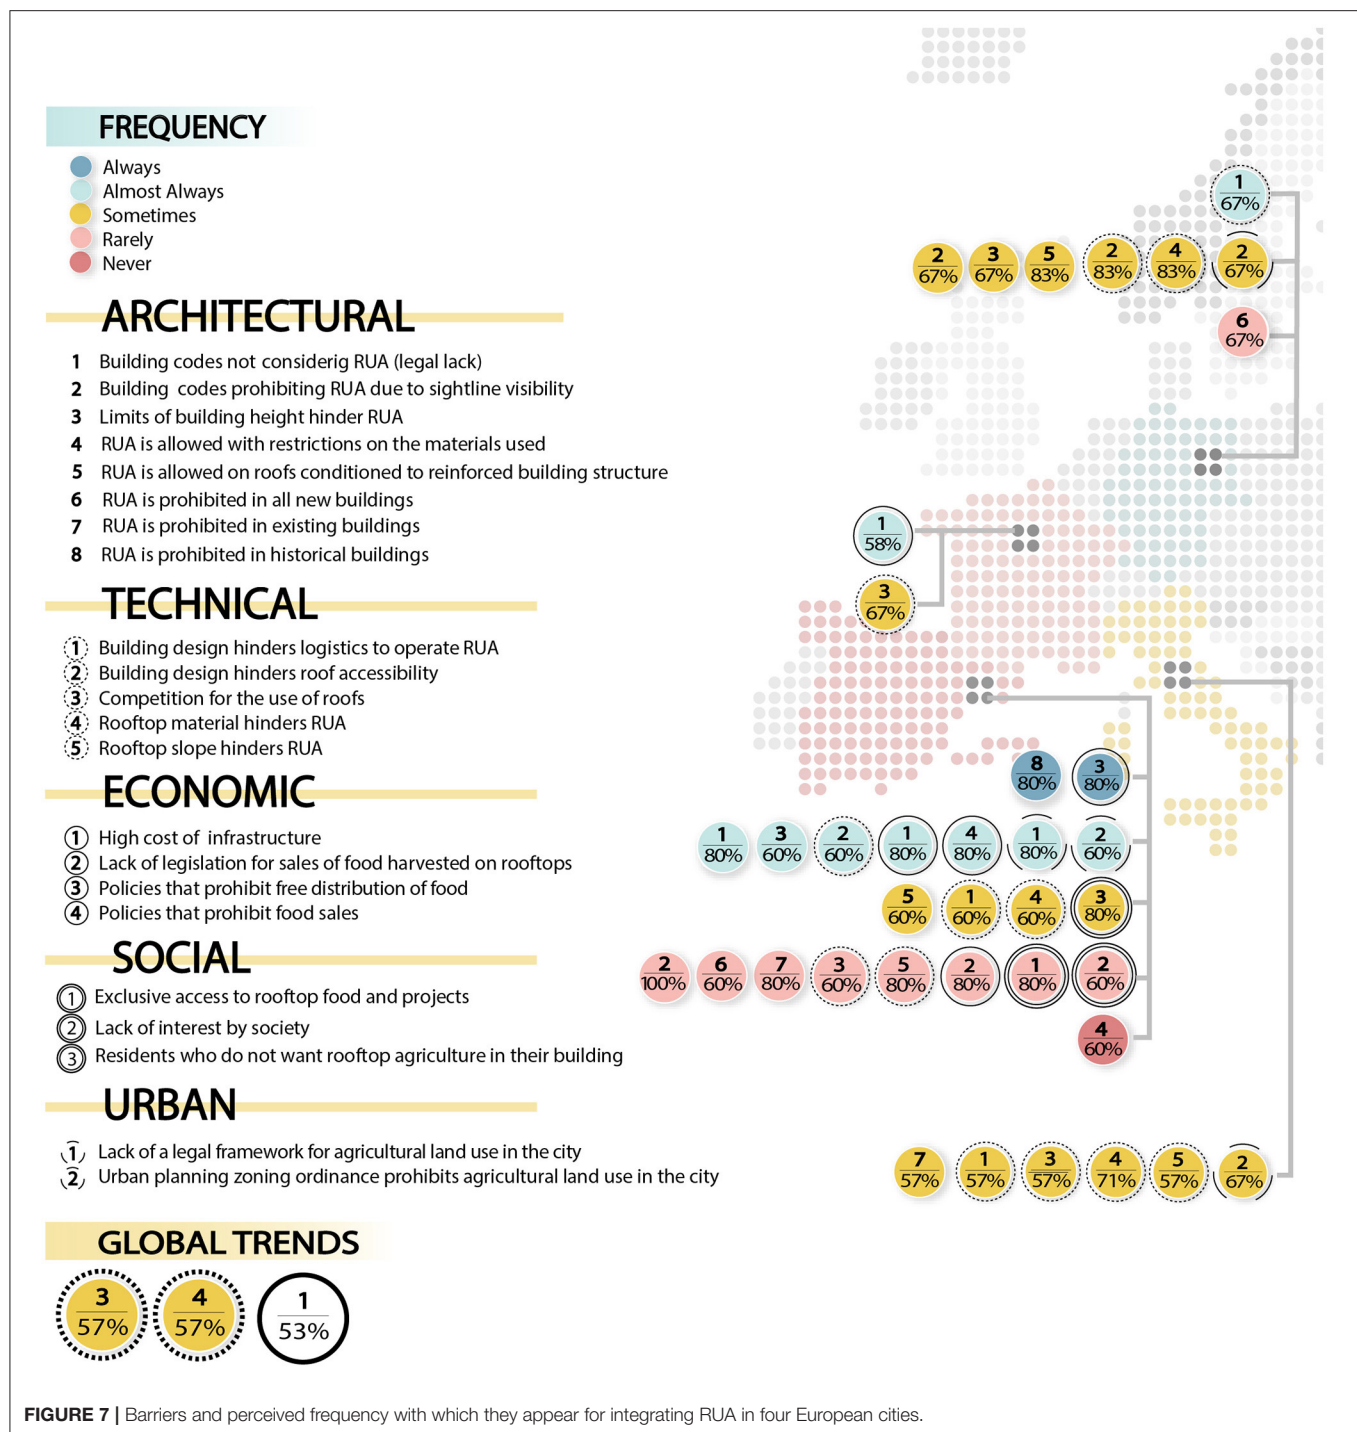 FREQUENCY
Always
Almost Always
Sometimes
Rarely
Never
ARCHITECTURAL
1 Building codes not considerig RUA (legal lack)
2 Building codes prohibiting RUA due to sightline visibility
3 Limits of building height hinder RUA
4 RUA is allowed with restrictions on the materials used
5 RUA is allowed on roofs conditioned to reinforced building structure
6 RUA is prohibited in all new buildings
7 RUA is prohibited in existing buildings
8 RUA is prohibited in historical buildings
TECHNICAL
1 Building design hinders logistics to operate RUA
2 Building design hinders roof accessibility
3 Competition for the use of roofs
4 Rooftop material hinders RUA
5 Rooftop slope hinders RUA
ECONOMIC
1 High cost of infrastructure
2 Lack of legislation for sales of food harvested on rooftops
3 Policies that prohibit free distribution of food
4 Policies that prohibit food sales
SOCIAL
1 Exclusive access to rooftop food and projects
2 Lack of interest by society
3 Residents who do not want rooftop agriculture in their building
URBAN
1 Lack of a legal framework for agricultural land use in the city
2 Urban planning zoning ordinance prohibits agricultural land use in the city
GLOBAL TRENDS
3 4 1
57% 57% 53%
1
67%
2 3 5 2 4 2
67% 67% 83% 83% 83% 67%
6
67%
1
58%
3
67%
8 3
80% 80%
1 3 2 1 4 1 2
80% 60% 60% 80% 80% 80% 60%
5 1 4 3
60% 60% 60% 80%
2 6 7 3 5 2 1 2
100% 60% 80% 60% 80% 80% 80% 60%
4
60%
7 1 3 4 5 2
57% 57% 57% 71% 57% 67%
FIGURE 7 | Barriers and perceived frequency with which they appear for integrating RUA in four European cities.